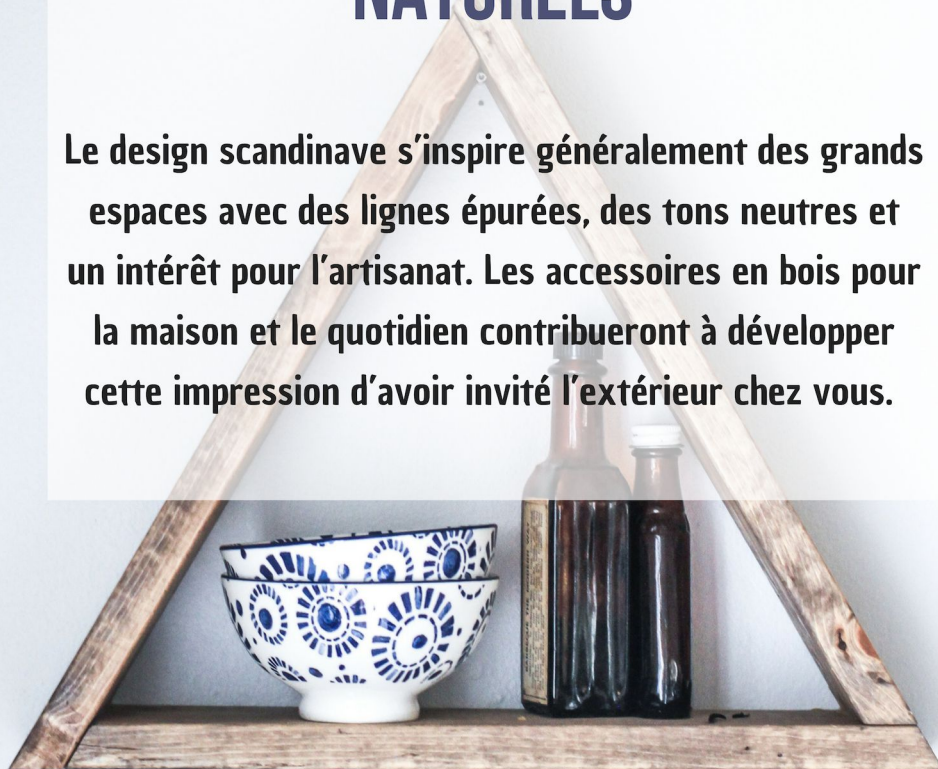 NATURELS
Le design scandinave s'inspire généralement des grands
espaces avec des lignes épurées, des tons neutres et
un intérêt pour l'artisanat. Les accessoires en bois pour
la maison et le quotidien contribueront à développer
cette impression d'avoir invité l'extérieur chez vous.